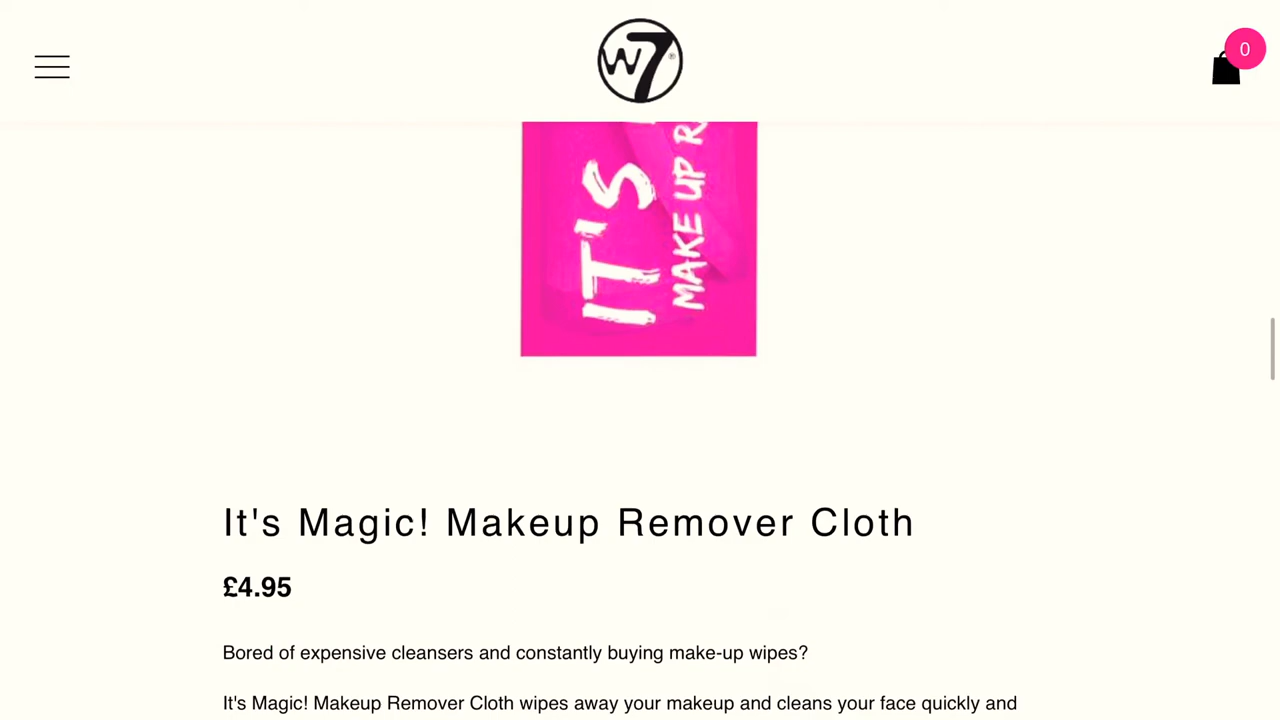 W7
0
IT'S
MAKE UP R
It's Magic! Makeup Remover Cloth
£4.95
Bored of expensive cleansers and constantly buying make-up wipes?
It's Magic! Makeup Remover Cloth wipes away your makeup and cleans your face quickly and